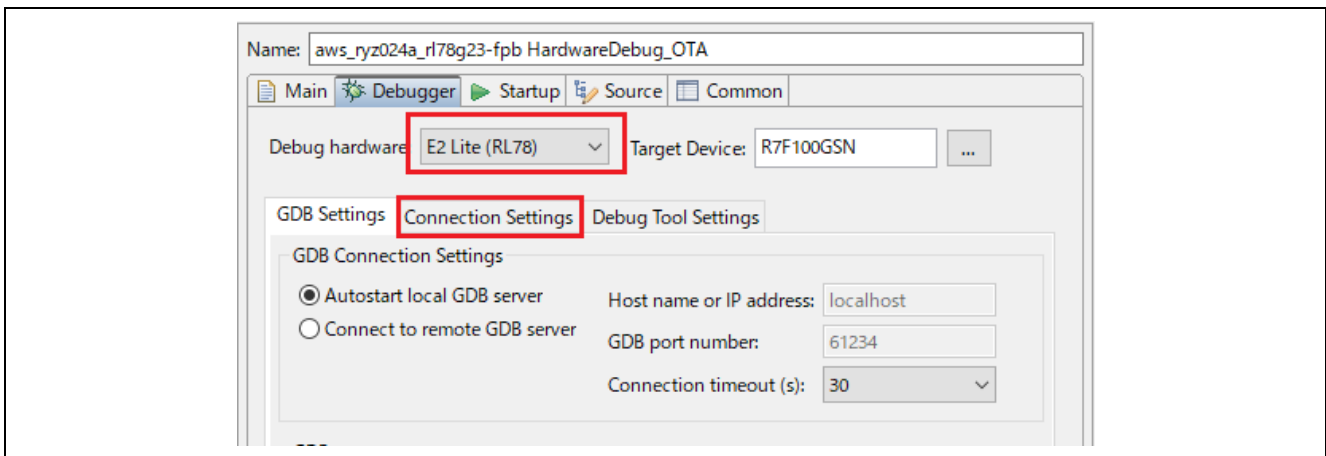 Name: aws_ryz024a_rl78g23-fpb HardwareDebug_OTA
Main Debugger Startup Source Common
Debug hardware E2 Lite (RL78) Target Device: R7F100GSN ...
GDB Settings Connection Settings Debug Tool Settings
GDB Connection Settings
Autostart local GDB server Host name or IP address: localhost
Connect to remote GDB server
GDB port number: 61234
Connection timeout (s): 30